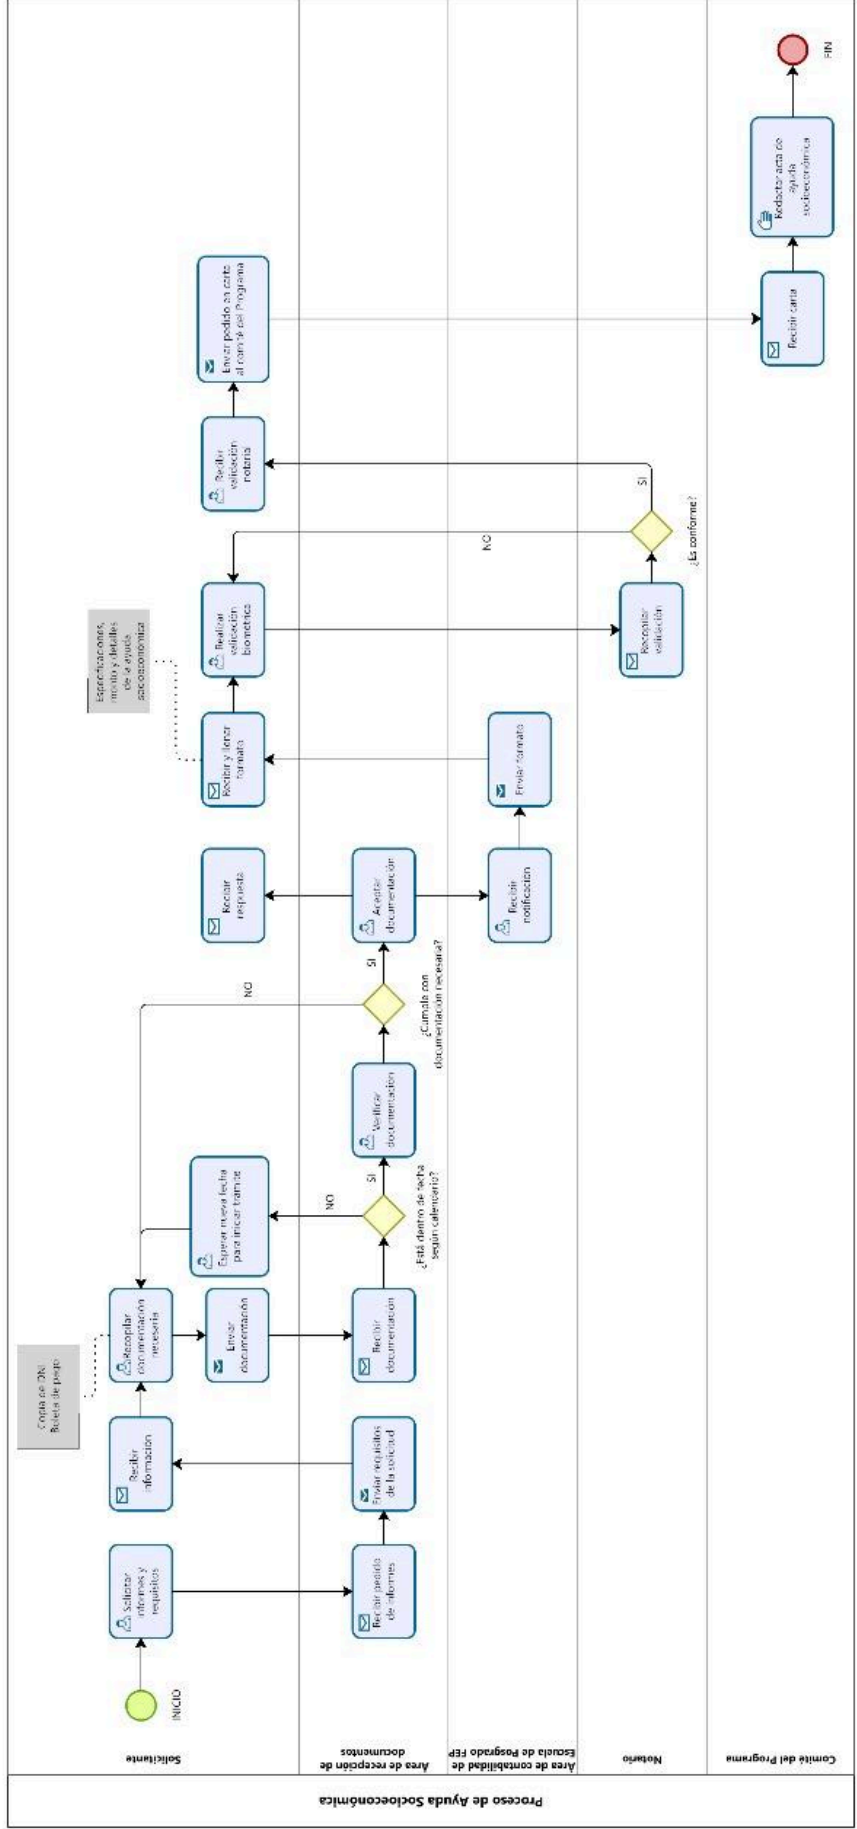 Proceso de Ayuda Socioeconómica
Solicitante
Área de recepción de
documentos
Área de contabilidad de
Escuela de Posgrado FEP
Notario
Comité del Programa
INICIO
Solicitar
informes y
requisitos
Recibir pedido
de informes
Enviar requisitos
de la solicitud
Recibir
información
Copia de DNI
Boleta de pago
Recopilar
documentación
necesaria
Enviar
documentación
Recibir
documentación
¿Está dentro de fecha
según calendario?
NO
SI
Esperar nueva fecha
para iniciar trámite
Verificar
documentación
¿Cumple con
documentación necesaria?
NO
SI
Aceptar
documentación
Recibir
respuesta
Recibir
notificación
Enviar formato
Recibir y llenar
formato
Especificaciones,
monto y detalles
de la ayuda
socioeconómica
Realizar
validación
biométrica
Recopilar
validación
¿Es conforme?
NO
SI
Recibir
validación
notarial
Enviar pedido en carta
al comité del Programa
Recibir carta
Redactar acta de
ayuda
socioeconómica
FIN